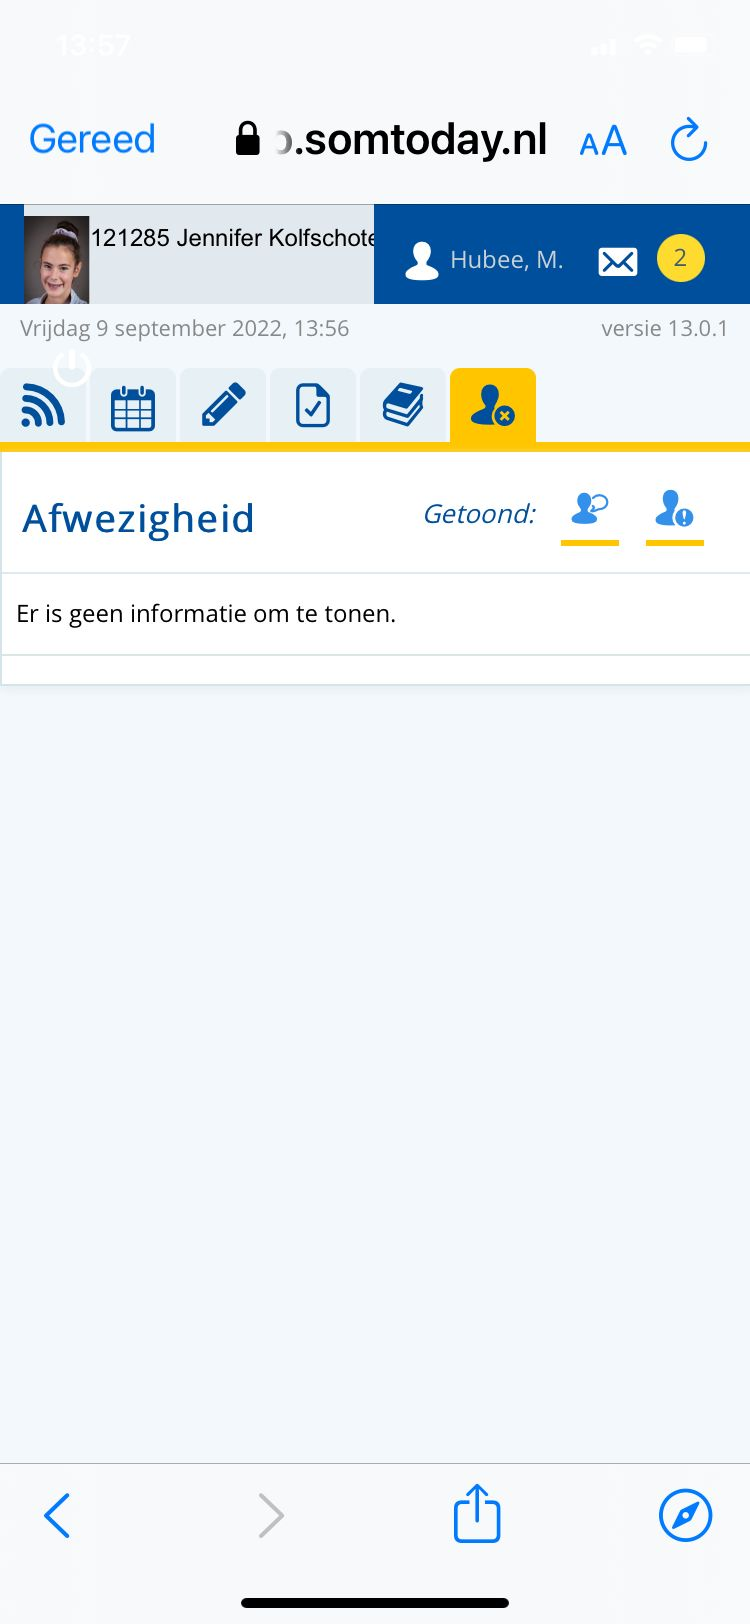 13:57
Gereed
.somtoday.nl
AA
121285 Jennifer Kolfschote
Hubee, M.
2
Vrijdag 9 september 2022, 13:56
versie 13.0.1
Afwezigheid
Getoond:
Er is geen informatie om te tonen.